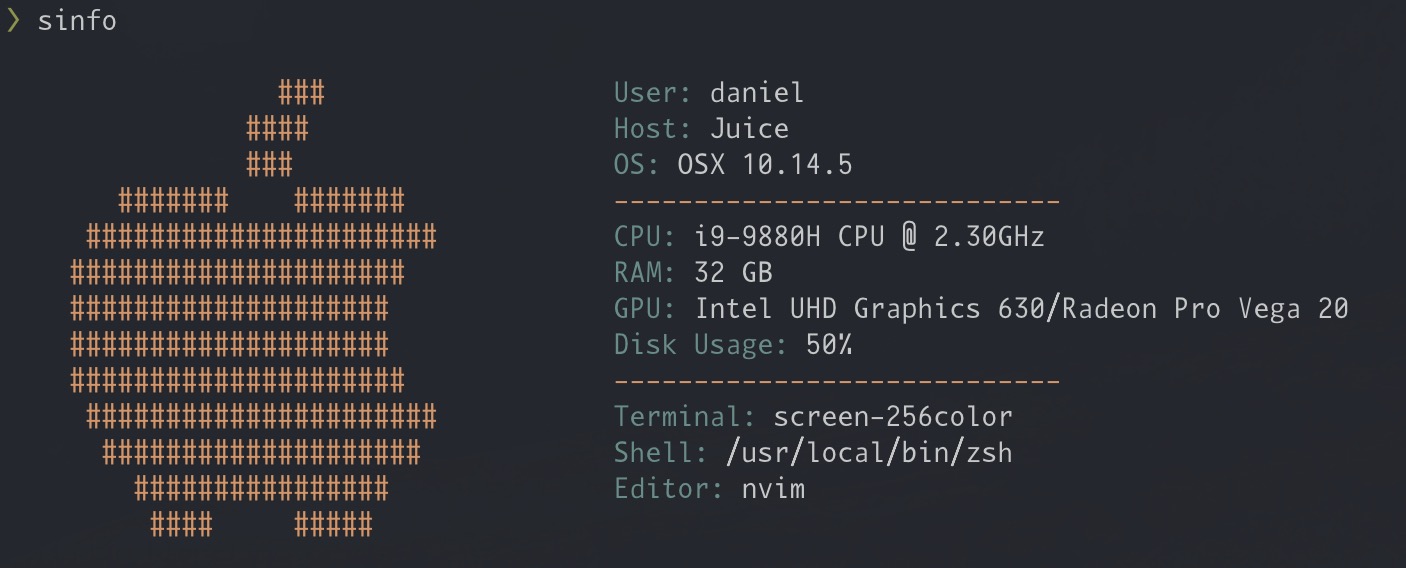 ❯ sinfo
###
####
###
####### #######
######################
#####################
####################
####################
#####################
######################
####################
################
#### #####
User: daniel
Host: Juice
OS: OSX 10.14.5
----------------------------
CPU: i9-9880H CPU @ 2.30GHz
RAM: 32 GB
GPU: Intel UHD Graphics 630/Radeon Pro Vega 20
Disk Usage: 50%
----------------------------
Terminal: screen-256color
Shell: /usr/local/bin/zsh
Editor: nvim